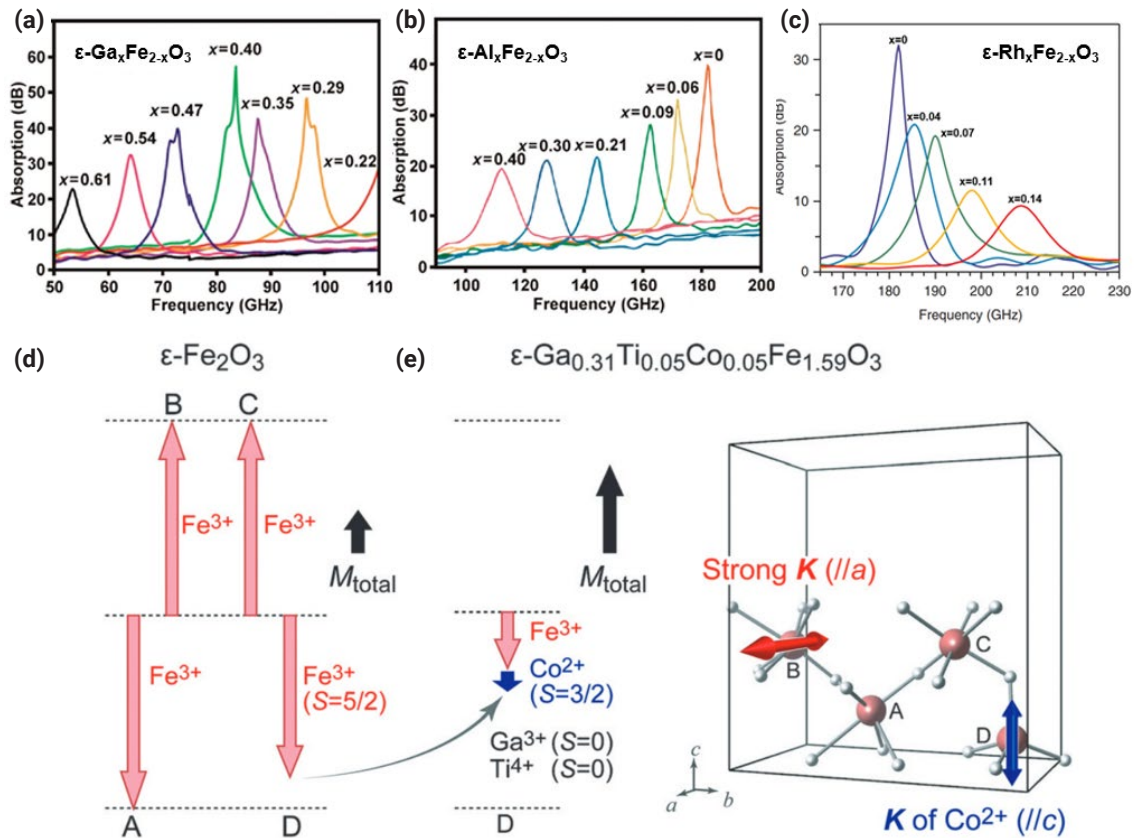 (a)
ε-GaxFe2-xO3
x=0.40
x=0.29
x=0.47
x=0.35
x=0.54
x=0.22
x=0.61
Absorption (dB)
60
50
40
30
20
10
0
50 60 70 80 90 100 110
Frequency (GHz)
(b)
ε-AlxFe2-xO3
x=0
x=0.06
x=0.09
x=0.30
x=0.21
x=0.40
Absorption (dB)
50
40
30
20
10
0
100 120 140 160 180 200
Frequency (GHz)
(c)
ε-RhxFe2-xO3
x=0
x=0.04
x=0.07
x=0.11
x=0.14
Absorption (dB)
30
20
10
0
170 180 190 200 210 220 230
Frequency (GHz)
(d)
ε-Fe2O3
B C
Fe3+ Fe3+
Mtotal
Fe3+
Fe3+
(S=5/2)
A D
(e)
ε-Ga0.31Ti0.05Co0.05Fe1.59O3
Mtotal
Fe3+
Co2+
(S=3/2)
Ga3+ (S=0)
Ti4+ (S=0)
D
Strong K (//a)
B
C
A
D
c
a
b
K of Co2+ (//c)